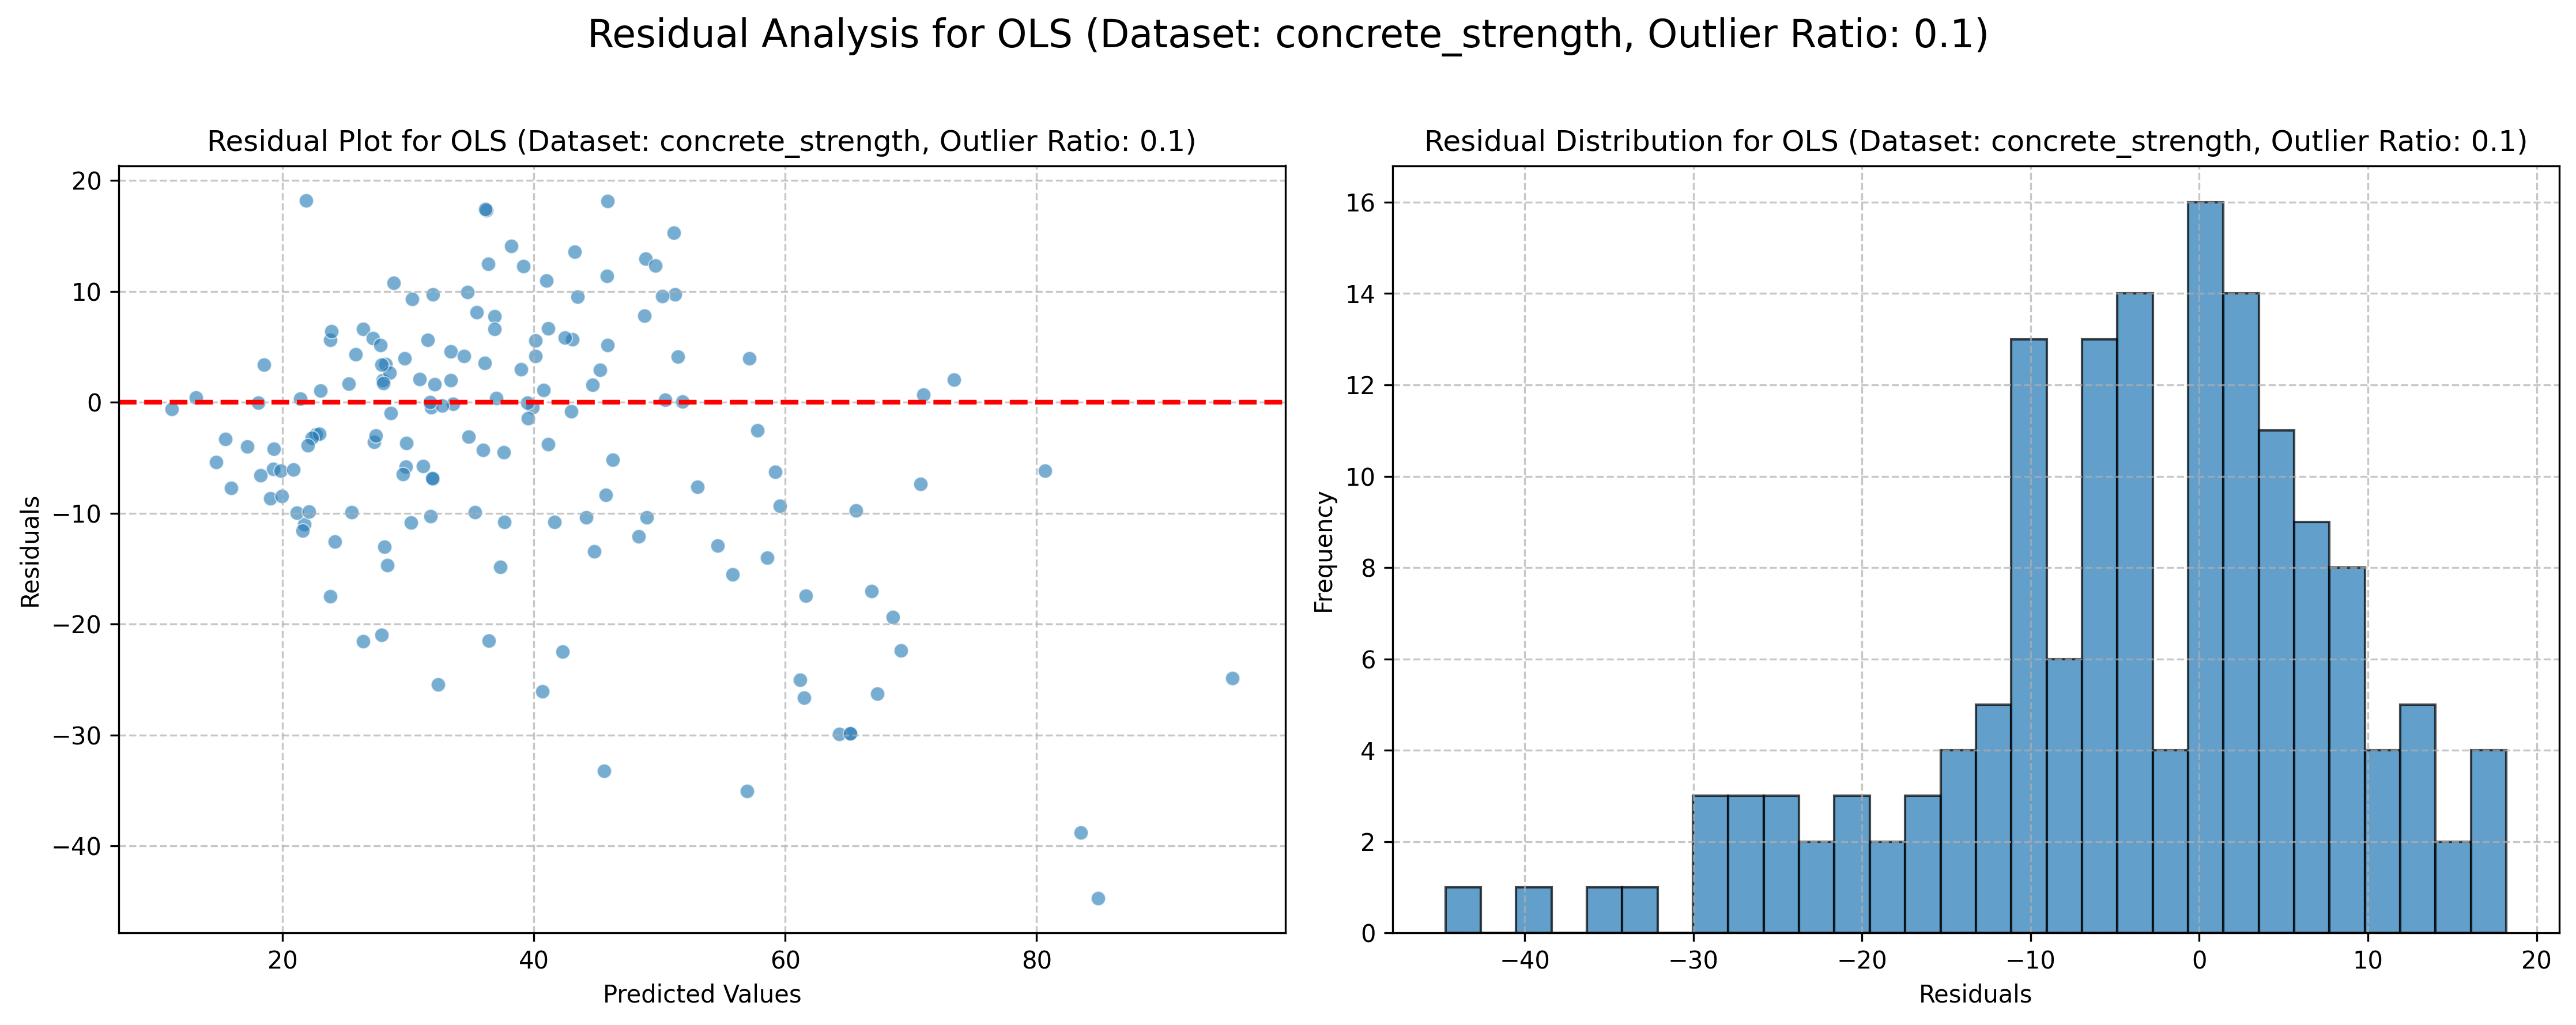 Residual Analysis for OLS (Dataset: concrete_strength, Outlier Ratio: 0.1)
Residual Plot for OLS (Dataset: concrete_strength, Outlier Ratio: 0.1)
20
10
0
−10
−20
−30
−40
Residuals
20 40 60 80
Predicted Values
Residual Distribution for OLS (Dataset: concrete_strength, Outlier Ratio: 0.1)
16
14
12
10
8
6
4
2
0
Frequency
−40 −30 −20 −10 0 10 20
Residuals